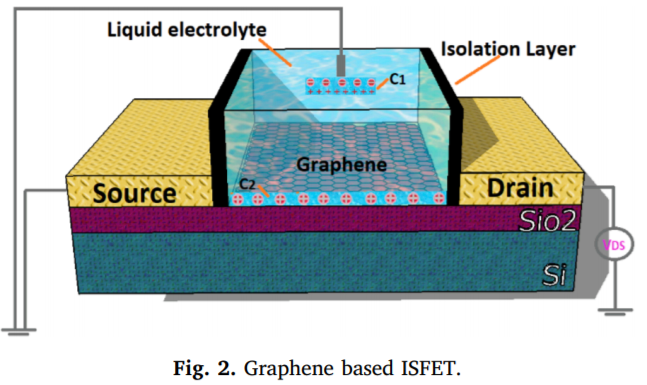 Liquid electrolyte
Isolation Layer
C1
Graphene
C2
Source
Drain
Sio2
VDS
Si
Fig. 2. Graphene based ISFET.